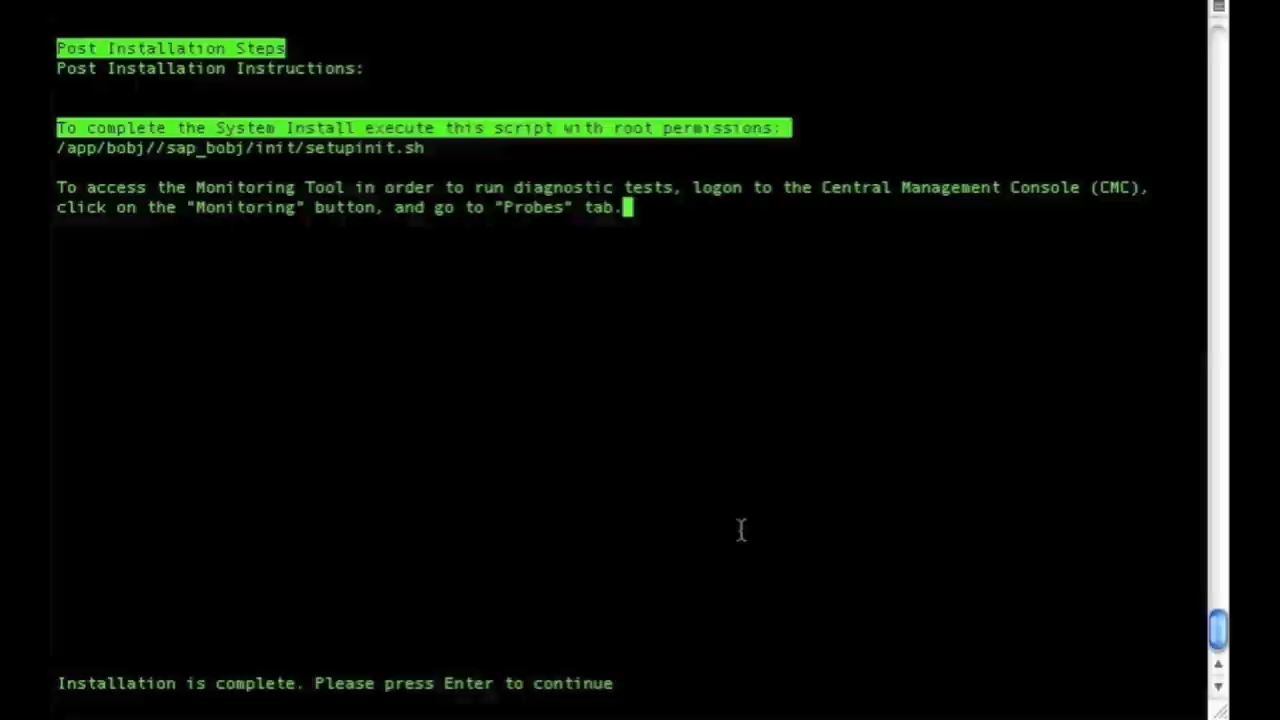 Post Installation Steps
Post Installation Instructions:
To complete the System Install execute this script with root permissions:
/app/bobj//sap_bobj/init/setupinit.sh
To access the Monitoring Tool in order to run diagnostic tests, logon to the Central Management Console (CMC),
click on the "Monitoring" button, and go to "Probes" tab.
Installation is complete. Please press Enter to continue